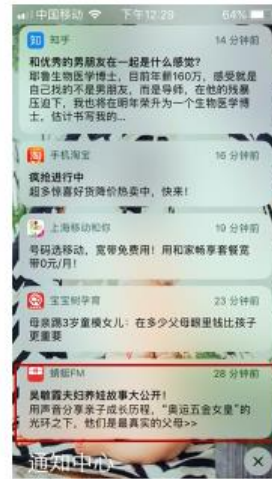 中国移动 下午12:29 64%
知乎 14 分钟前
和优秀的男朋友在一起是什么感觉?
耶鲁生物医学博士,目前年薪160万,感受就是
自己找的不是男朋友,而是导师,在他的残暴
压迫下,我也将在明年荣升为一个生物医学博
士,估计书写我的...
手机淘宝 16 分钟前
疯抢进行中
超多惊喜好货降价热卖中,快来!
上海移动和你 19 分钟前
号码选移动,宽带免费用!用和家畅享套餐宽
带0元/月!
宝宝树孕育 23 分钟前
母亲踢3岁童模女儿:在多少父母眼里钱比孩子
更重要
蜻蜓FM 28 分钟前
吴敏霞夫妇养娃故事大公开!
用声音分享亲子成长历程,“奥运五金女皇”的
光环之下,他们是最真实的父母>>
通知中心